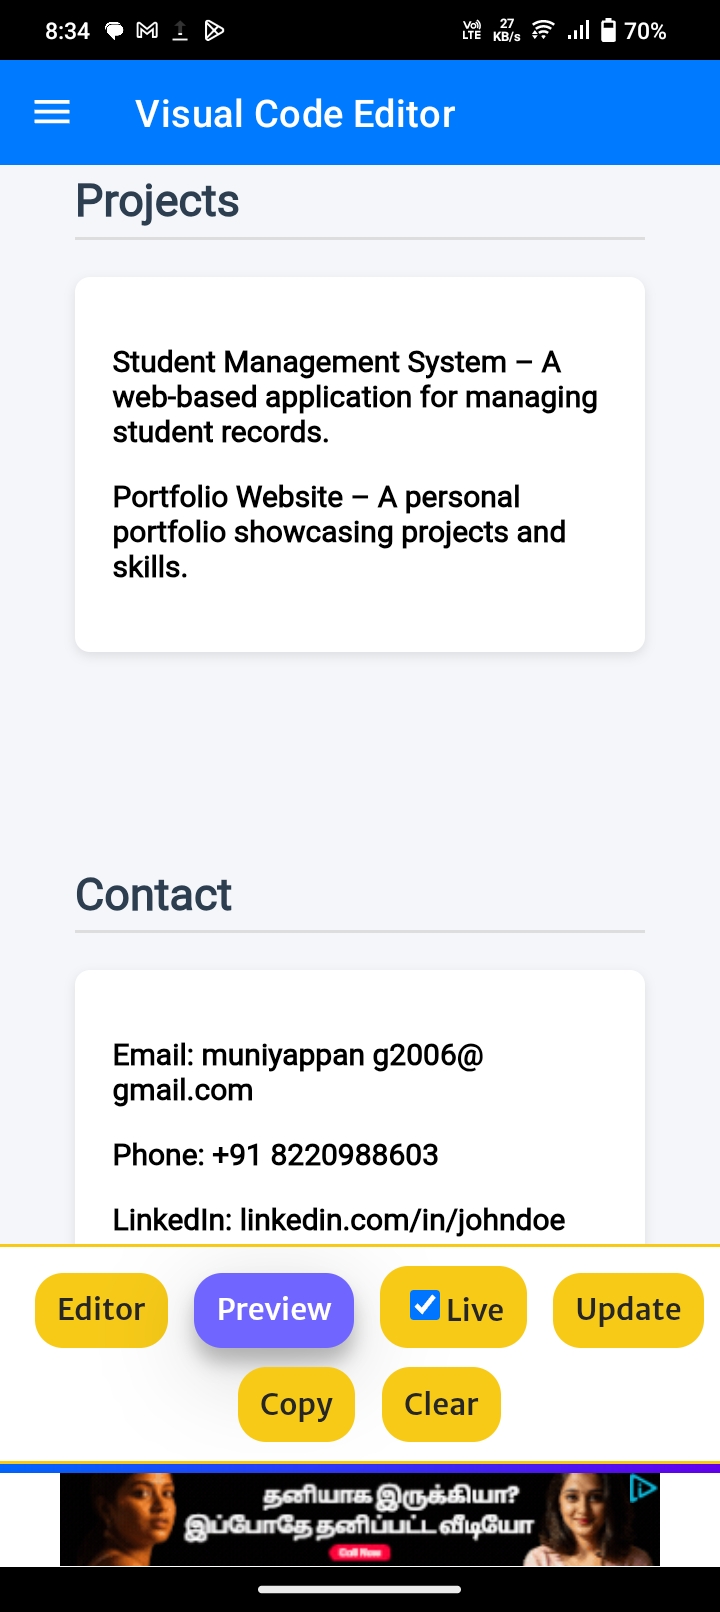 8:34
Vo) LTE
27 KB/s
70%
Visual Code Editor
Projects
Student Management System – A
web-based application for managing
student records.
Portfolio Website – A personal
portfolio showcasing projects and
skills.
Contact
Email: muniyappan g2006@
gmail.com
Phone: +91 8220988603
LinkedIn: linkedin.com/in/johndoe
Editor
Preview
Live
Update
Copy
Clear
தனியாக இருக்கியா?
இப்போதே தனிப்பட்ட வீடியோ
Call Now